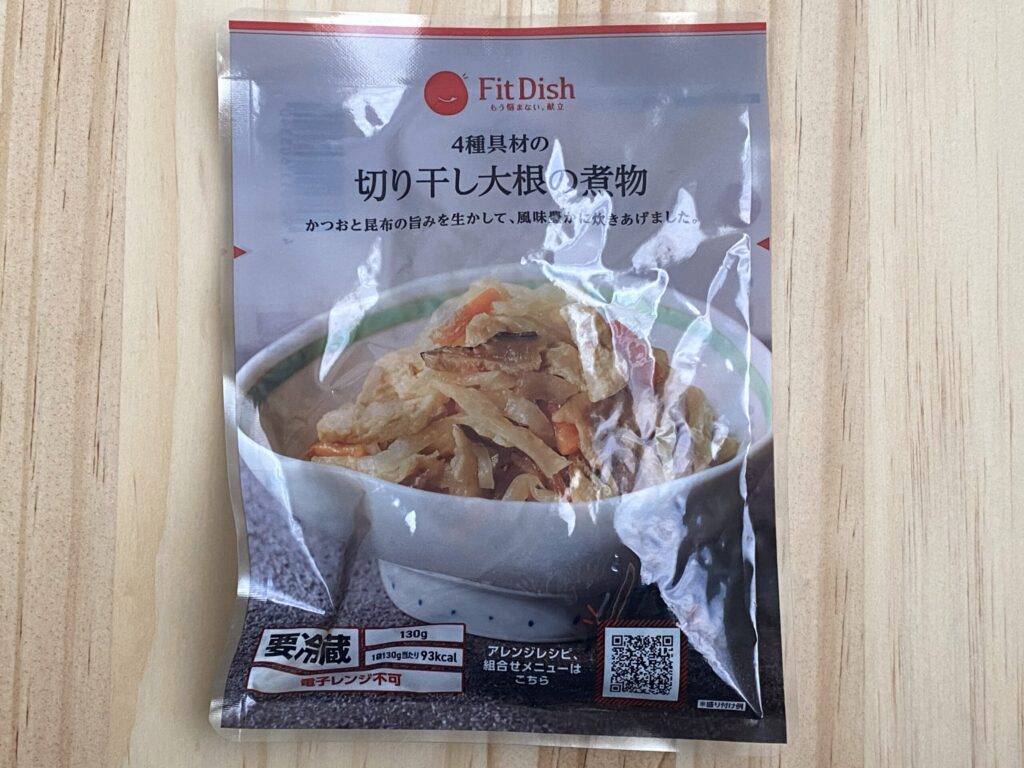 Fit Dish
もう悩まない、献立
4種具材の
切り干し大根の煮物
かつおと昆布の旨みを生かして、風味豊かに炊きあげました。
要冷蔵
130g
1袋130g当たり93kcal
電子レンジ不可
アレンジレシピ、
組合せメニューは
こちら
※盛り付け例